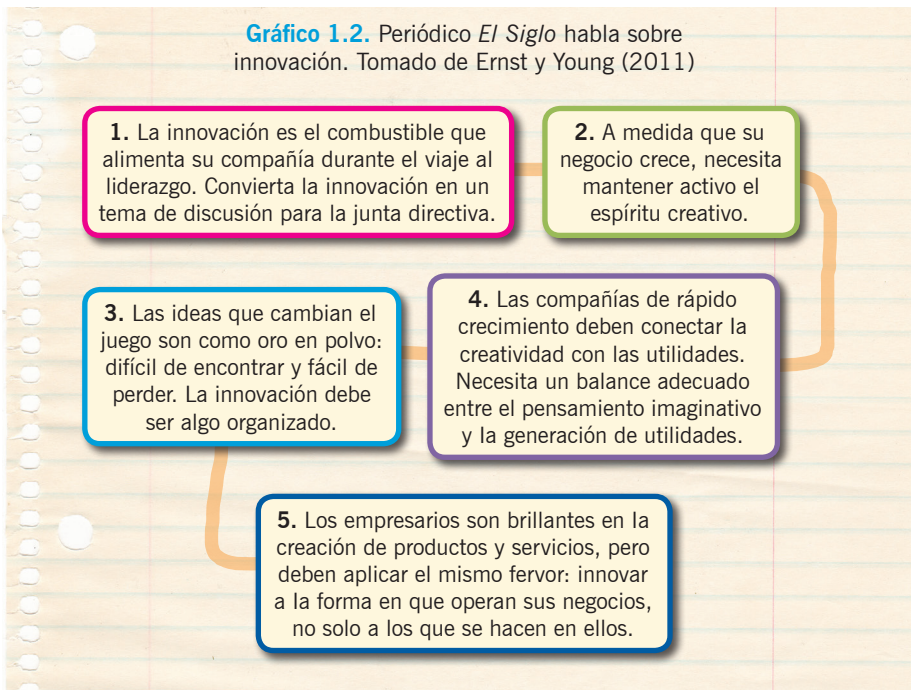 Gráfico 1.2. Periódico El Siglo habla sobre
innovación. Tomado de Ernst y Young (2011)
1. La innovación es el combustible que
alimenta su compañía durante el viaje al
liderazgo. Convierta la innovación en un
tema de discusión para la junta directiva.
2. A medida que su
negocio crece, necesita
mantener activo el
espíritu creativo.
3. Las ideas que cambian el
juego son como oro en polvo:
difícil de encontrar y fácil de
perder. La innovación debe
ser algo organizado.
4. Las compañías de rápido
crecimiento deben conectar la
creatividad con las utilidades.
Necesita un balance adecuado
entre el pensamiento imaginativo
y la generación de utilidades.
5. Los empresarios son brillantes en la
creación de productos y servicios, pero
deben aplicar el mismo fervor: innovar
a la forma en que operan sus negocios,
no solo a los que se hacen en ellos.